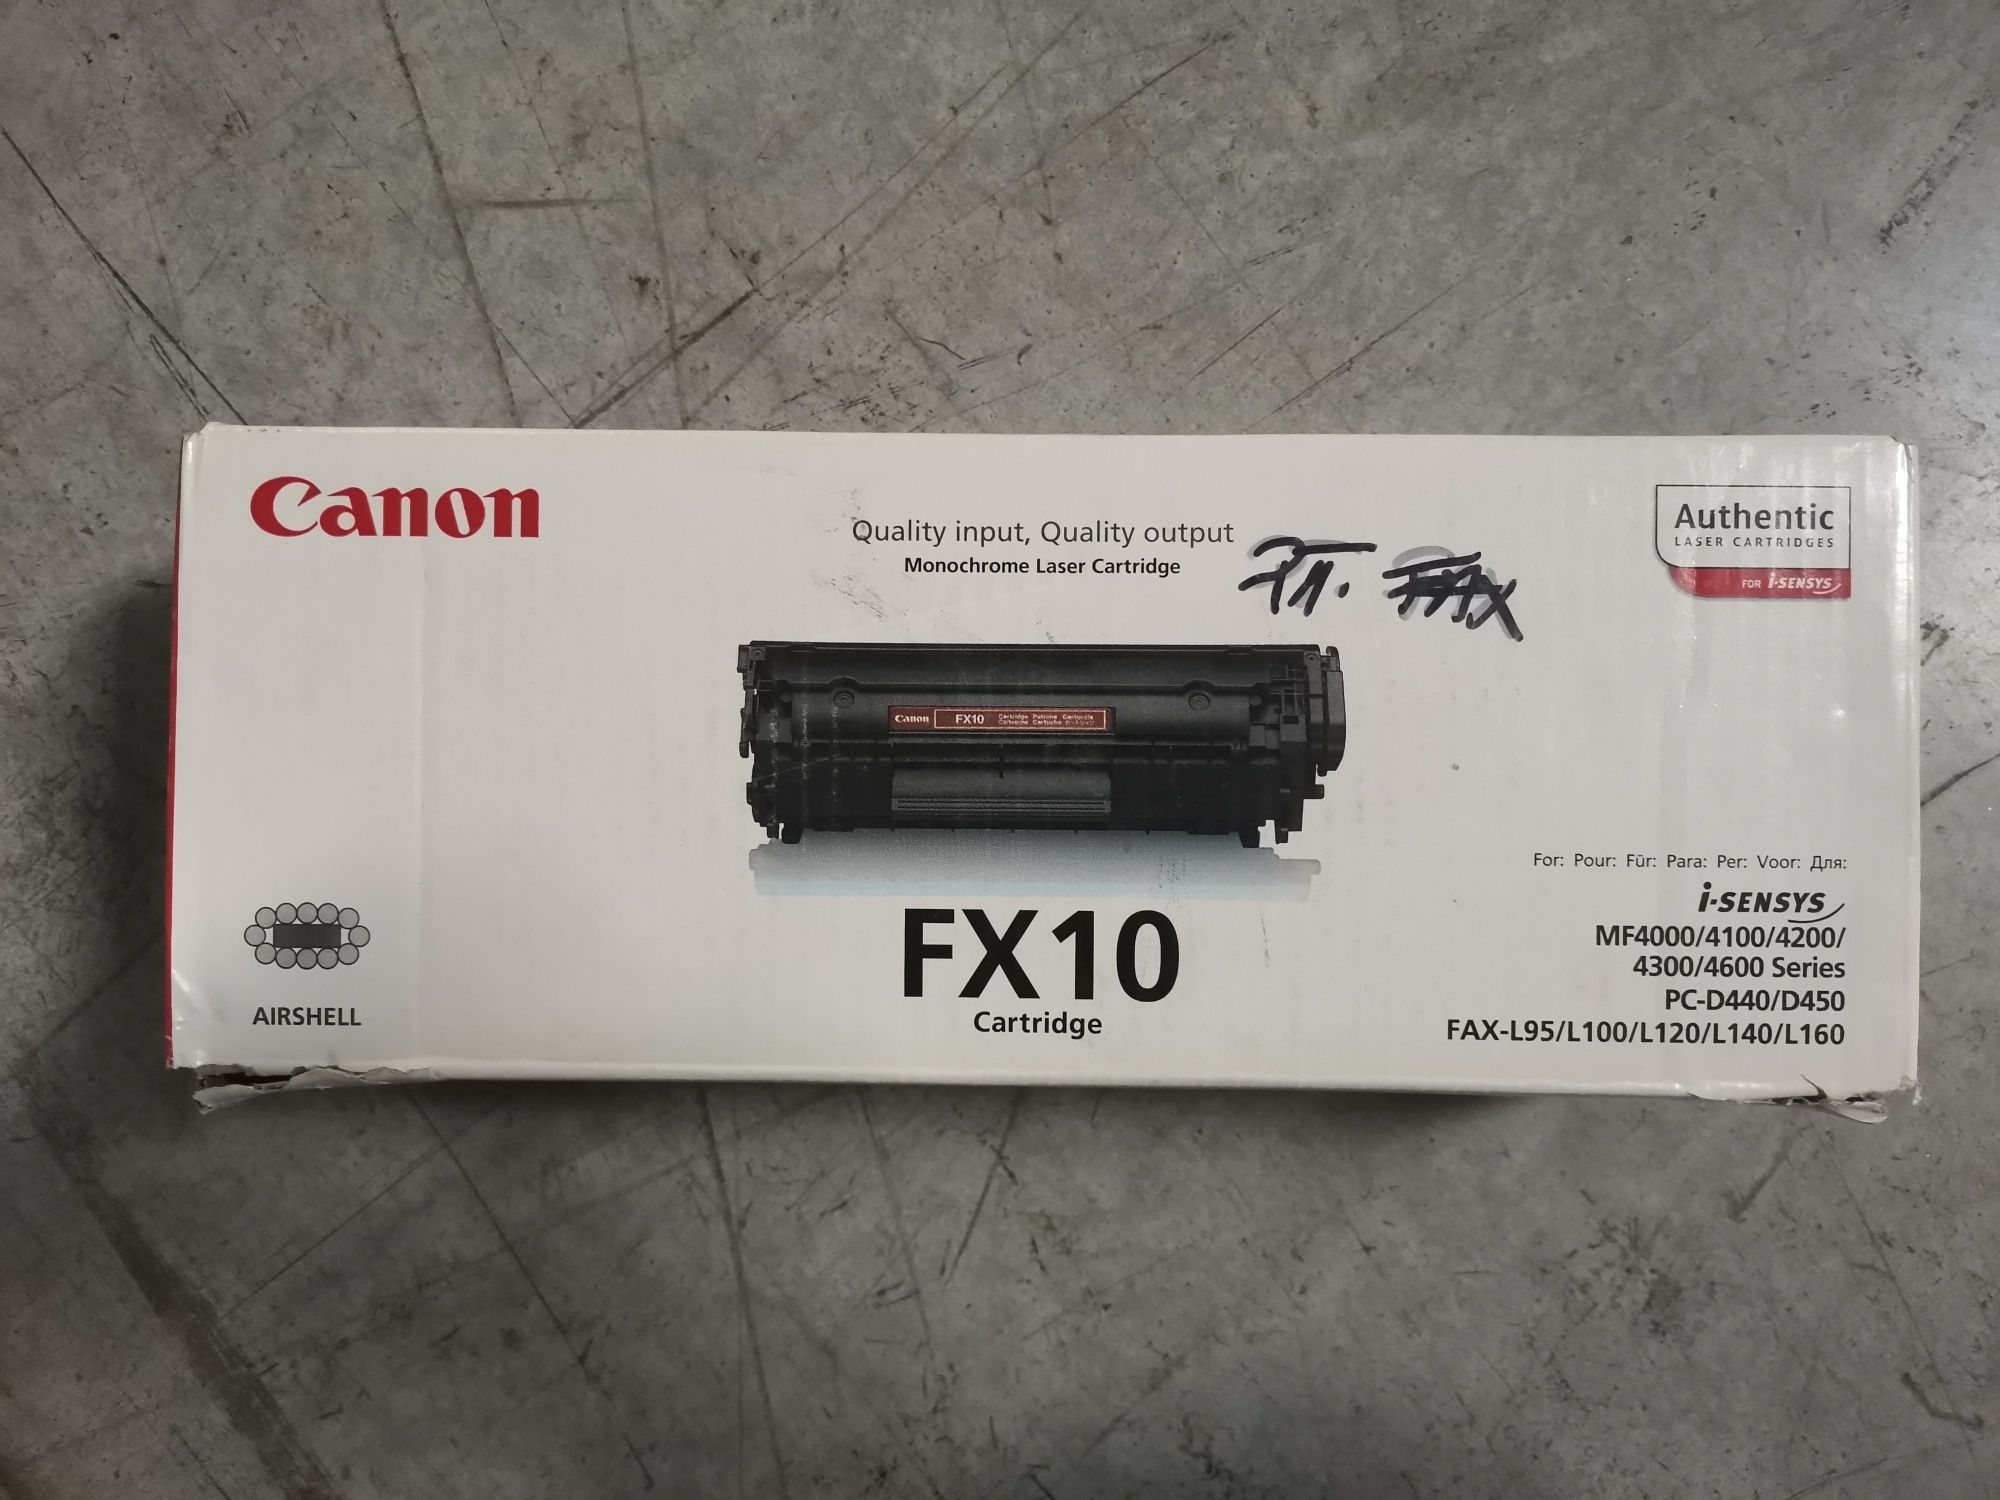 Canon
Quality input, Quality output
Monochrome Laser Cartridge
FAX
Authentic
LASER CARTRIDGES
FOR i-SENSYS
Canon FX10
FX10
Cartridge
AIRSHELL
For: Pour: Für: Para: Per: Voor: Для:
i-SENSYS
MF4000/4100/4200/
4300/4600 Series
PC-D440/D450
FAX-L95/L100/L120/L140/L160